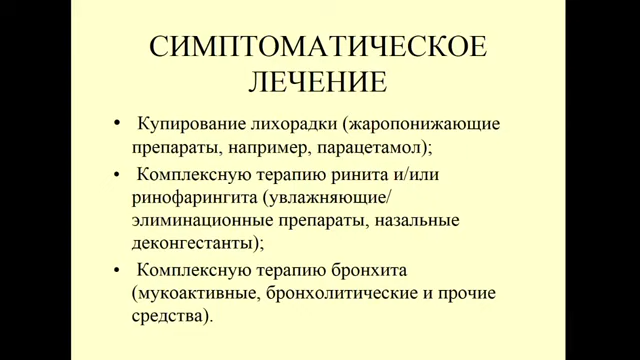 СИМПТОМАТИЧЕСКОЕ
ЛЕЧЕНИЕ
• Купирование лихорадки (жаропонижающие
препараты, например, парацетамол);
• Комплексную терапию ринита и/или
ринофарингита (увлажняющие/
элиминационные препараты, назальные
деконгестанты);
• Комплексную терапию бронхита
(мукоактивные, бронхолитические и прочие
средства).